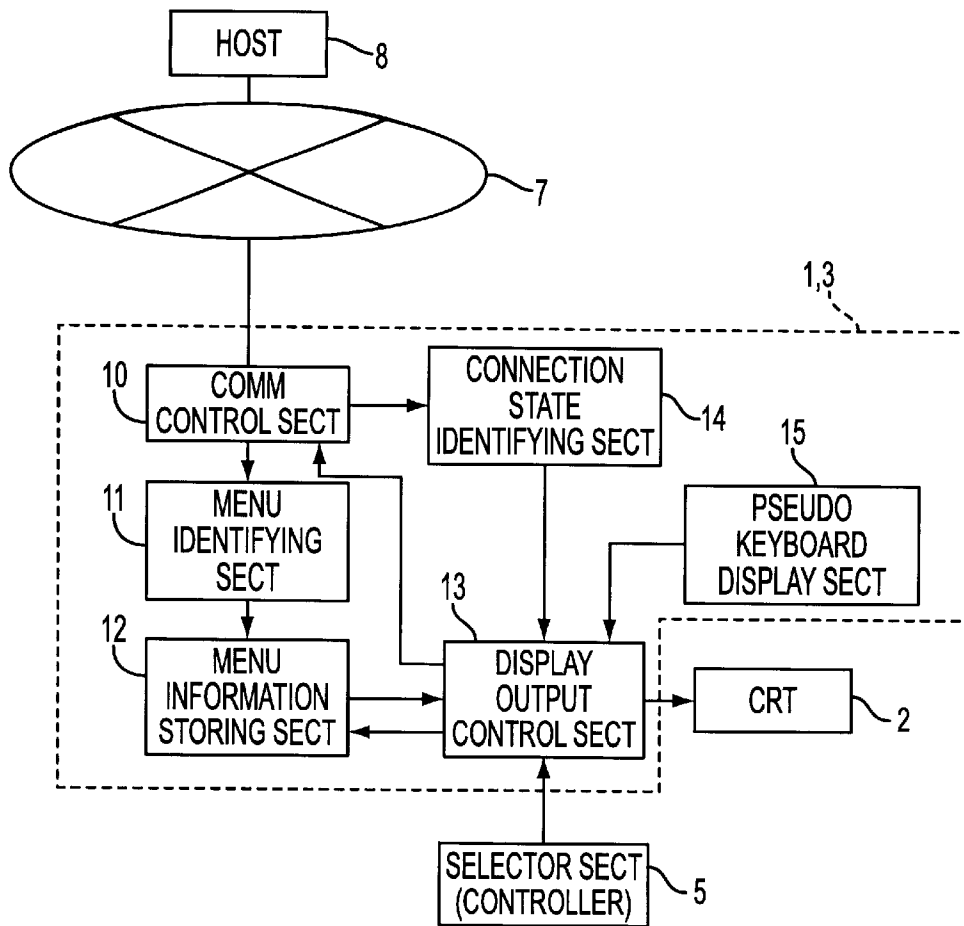 HOST
8
7
1,3
10
COMM
CONTROL SECT
CONNECTION
STATE
IDENTIFYING SECT
14
15
11
MENU
IDENTIFYING
SECT
PSEUDO
KEYBOARD
DISPLAY SECT
12
MENU
INFORMATION
STORING SECT
13
DISPLAY
OUTPUT
CONTROL SECT
CRT
2
SELECTOR SECT
(CONTROLLER)
5